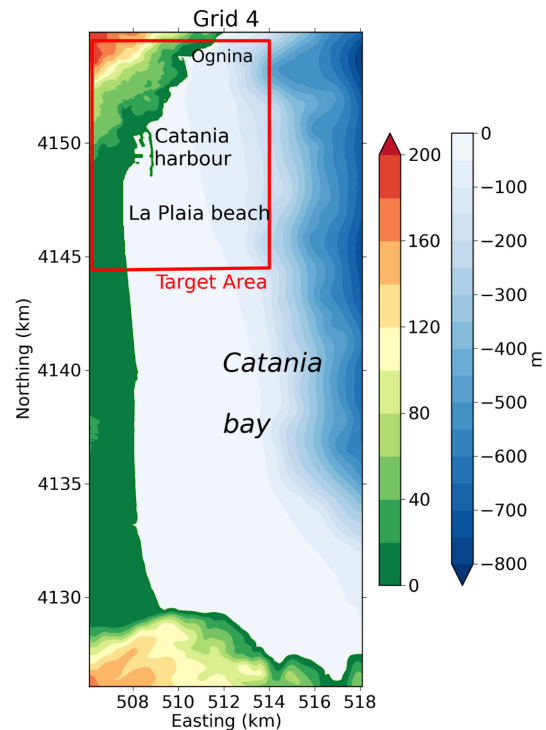 Grid 4
Ognina
Catania
harbour
La Plaia beach
Target Area
Catania
bay
4150
4145
4140
4135
4130
Northing (km)
508 510 512 514 516 518
Easting (km)
200
160
120
80
40
0
0
−100
−200
−300
−400
−500
−600
−700
−800
m